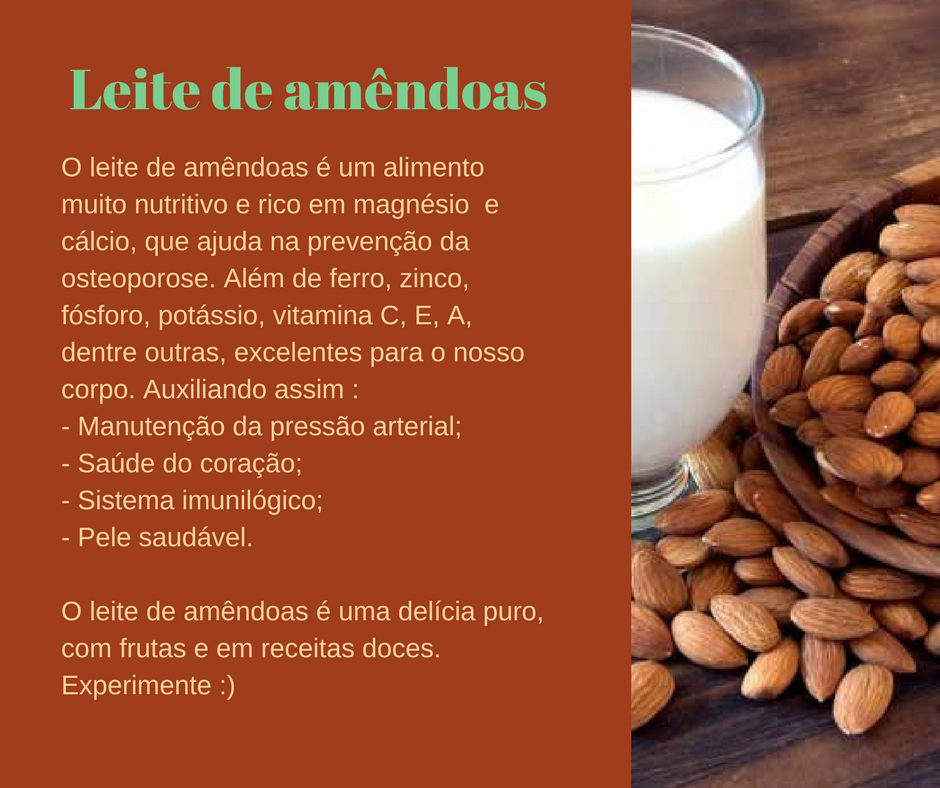 Leite de amêndoas
O leite de amêndoas é um alimento
muito nutritivo e rico em magnésio  e
cálcio, que ajuda na prevenção da
osteoporose. Além de ferro, zinco,
fósforo, potássio, vitamina C, E, A,
dentre outras, excelentes para o nosso
corpo. Auxiliando assim :
- Manutenção da pressão arterial;
- Saúde do coração;
- Sistema imunilógico;
- Pele saudável.
O leite de amêndoas é uma delícia puro,
com frutas e em receitas doces.
Experimente :)